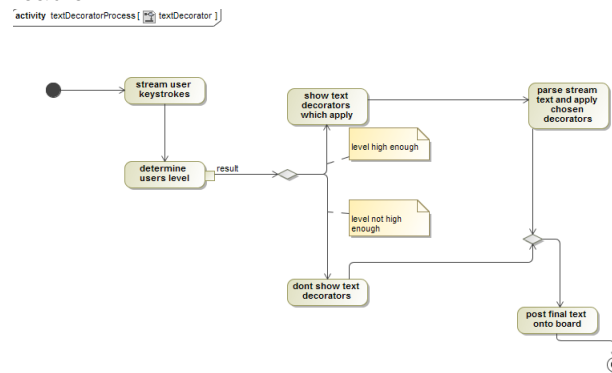 activity textDecoratorProcess [ textDecorator ]
stream user
keystrokes
show text
decorators
which apply
parse stream
text and apply
chosen
decorators
level high enough
determine
users level
result
level not high
enough
dont show text
decorators
post final text
onto board